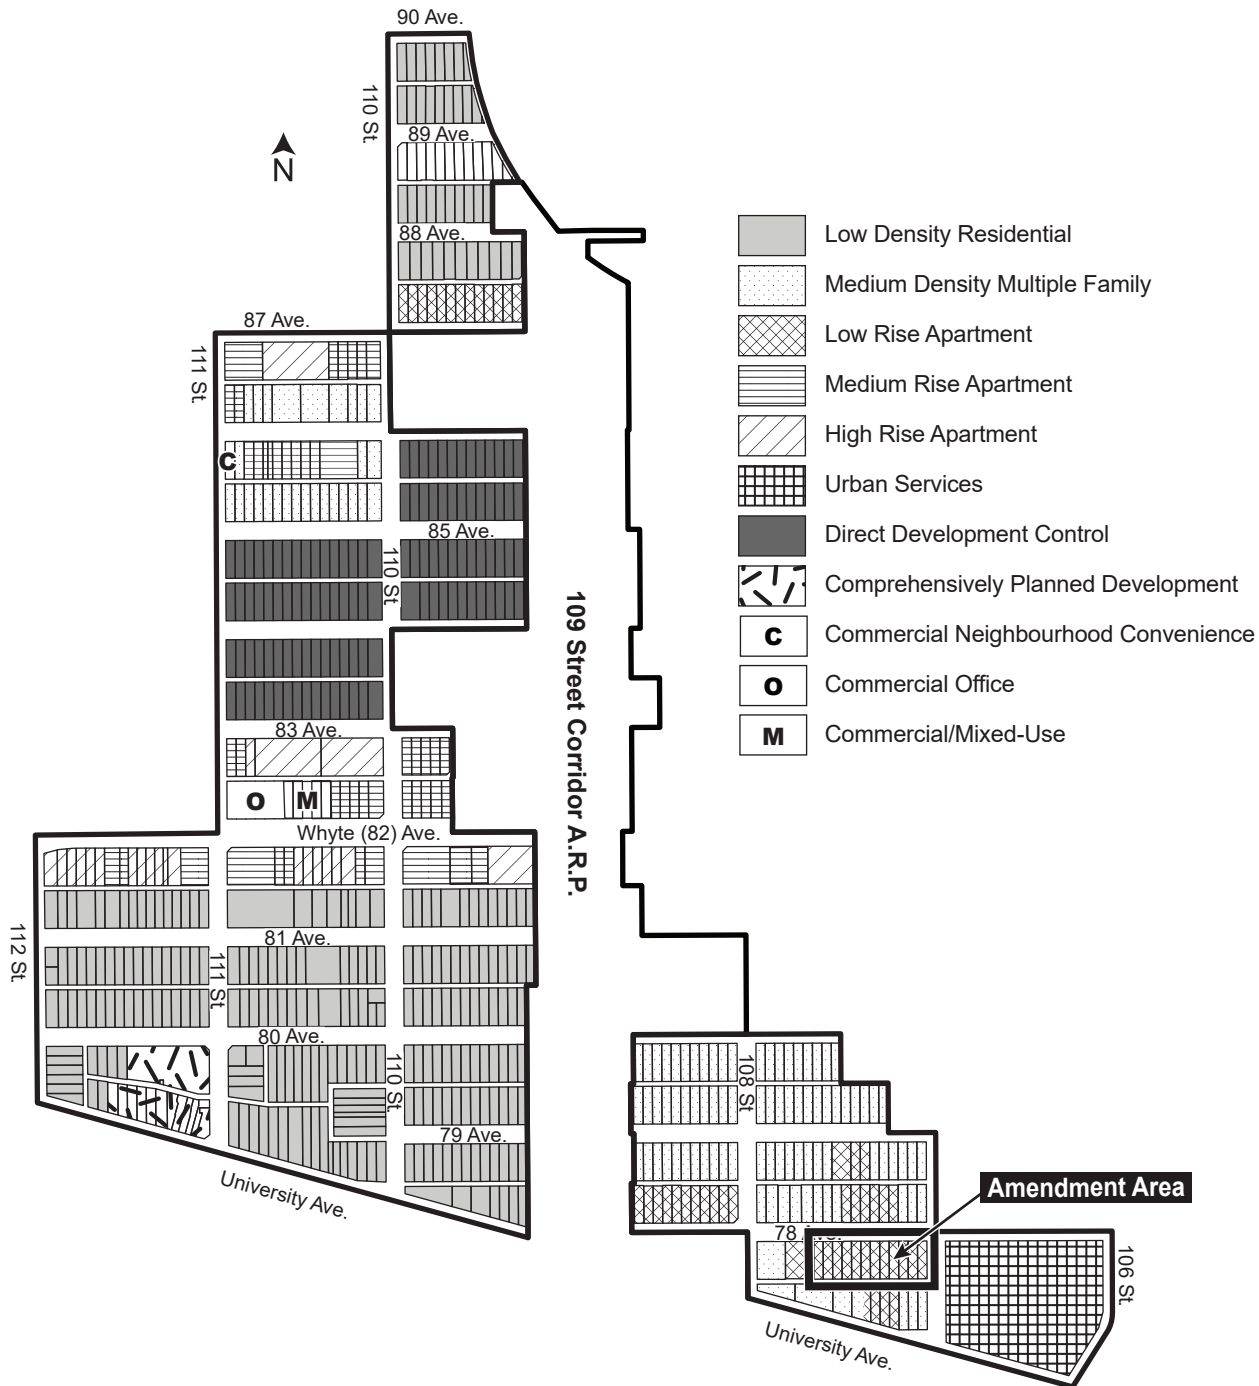 90 Ave.
110 St.
89 Ave.
N
88 Ave.
87 Ave.
111 St.
C
85 Ave.
110 St.
109 Street Corridor A.R.P.
83 Ave.
O
M
Whyte (82) Ave.
112 St.
81 Ave.
111 St.
80 Ave.
110 St.
79 Ave.
University Ave.
108 St.
78 Ave.
Amendment Area
106 St.
University Ave.
Low Density Residential
Medium Density Multiple Family
Low Rise Apartment
Medium Rise Apartment
High Rise Apartment
Urban Services
Direct Development Control
Comprehensively Planned Development
C Commercial Neighbourhood Convenience
O Commercial Office
M Commercial/Mixed-Use